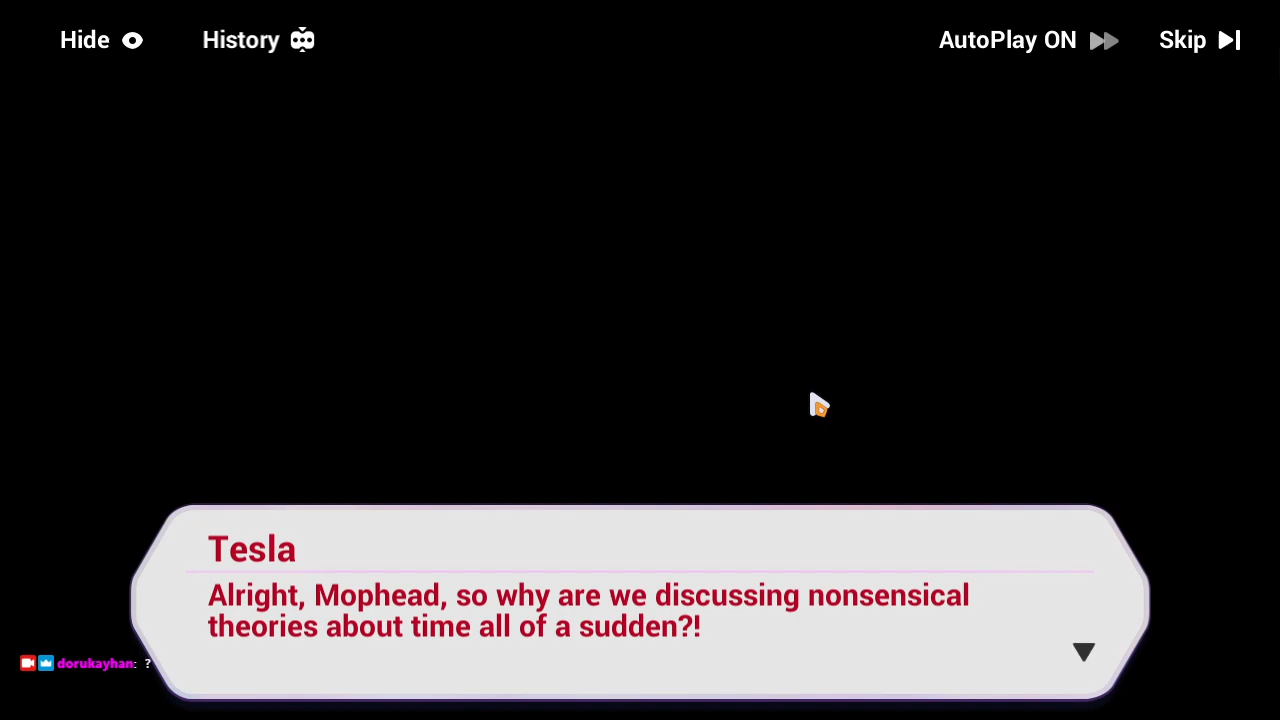 Hide
History
AutoPlay ON
Skip
Tesla
Alright, Mophead, so why are we discussing nonsensical
theories about time all of a sudden?!
dorukayhan: ?